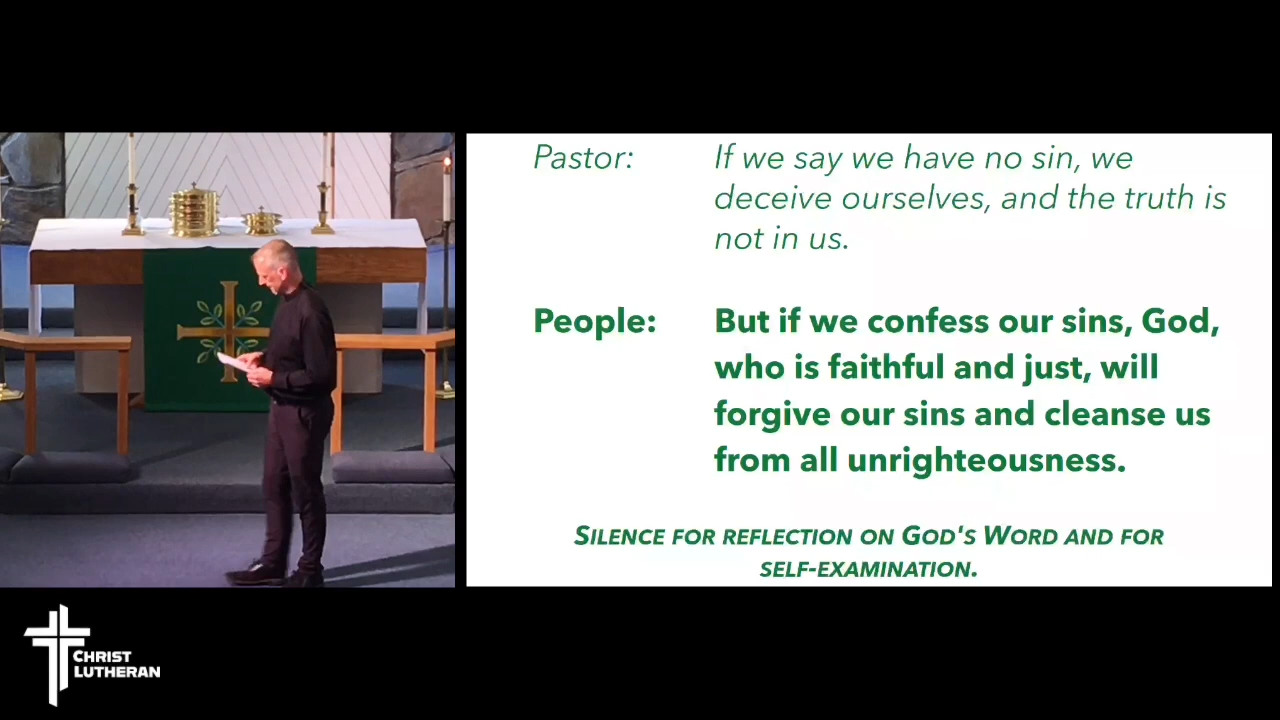 Pastor: If we say we have no sin, we
deceive ourselves, and the truth is
not in us.
People: But if we confess our sins, God,
who is faithful and just, will
forgive our sins and cleanse us
from all unrighteousness.
SILENCE FOR REFLECTION ON GOD'S WORD AND FOR
SELF-EXAMINATION.
CHRIST
LUTHERAN